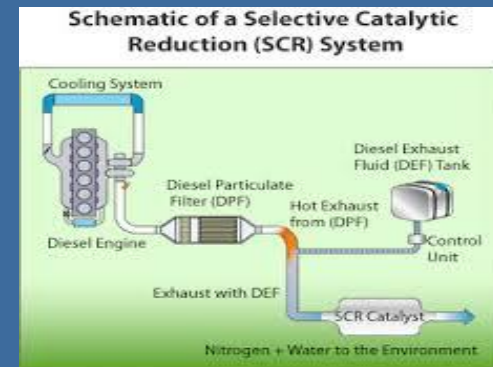 Schematic of a Selective Catalytic
Reduction (SCR) System
Cooling System
Diesel Exhaust
Fluid (DEF) Tank
Diesel Particulate
Filter (DPF)
Hot Exhaust
from (DPF)
Diesel Engine
Control
Unit
Exhaust with DEF
SCR Catalyst
Nitrogen + Water to the Environment